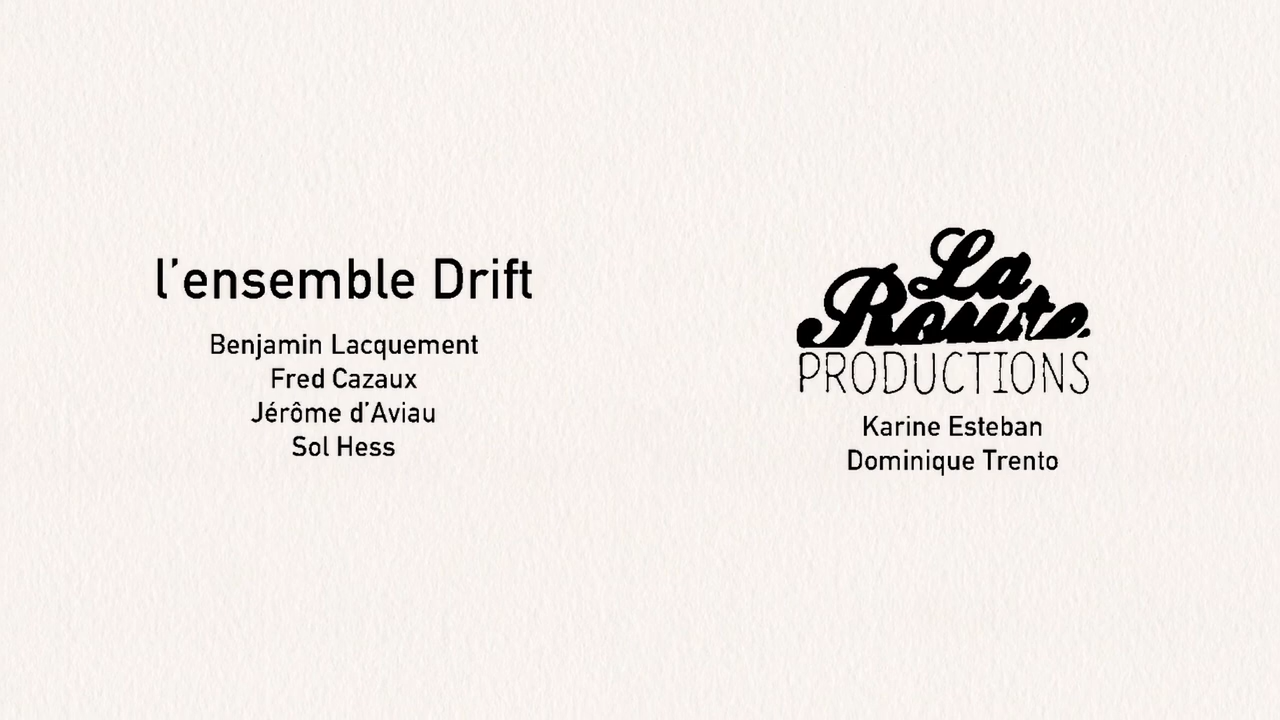 l’ensemble Drift
Benjamin Lacquement
Fred Cazaux
Jérôme d’Aviau
Sol Hess
La
Route
PRODUCTIONS
Karine Esteban
Dominique Trento